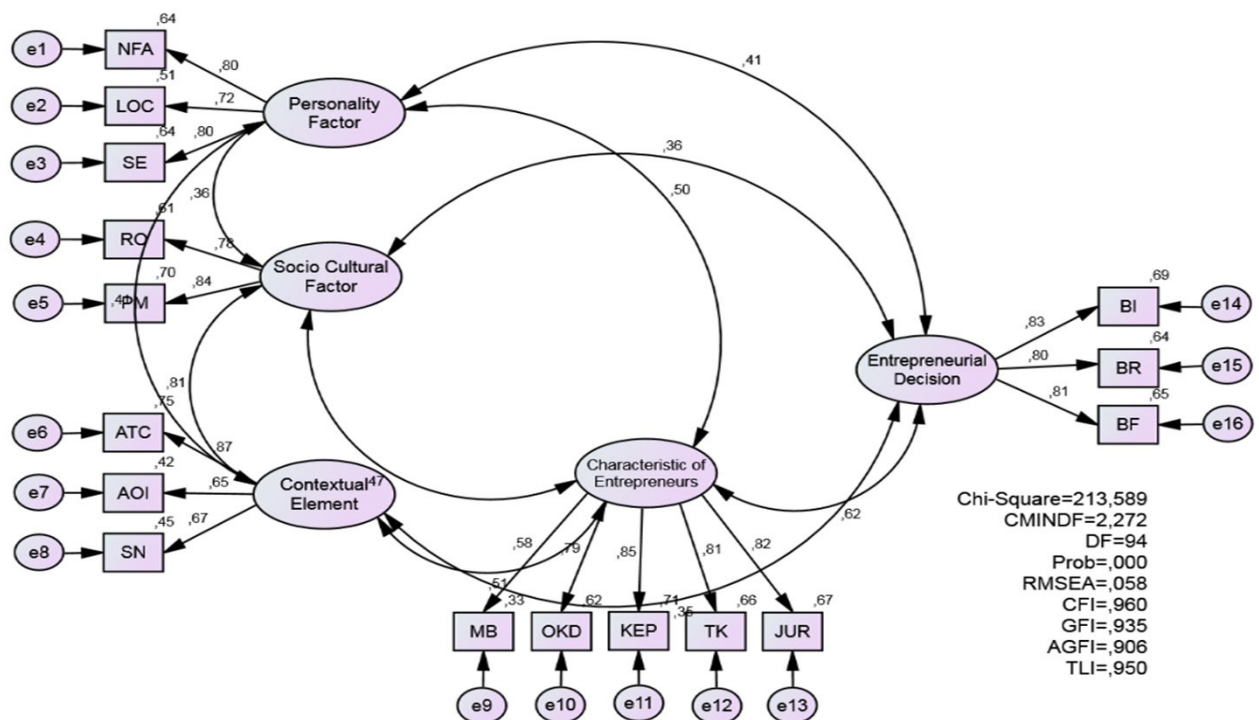 ,64
e1
NFA
,80
,51
e2
LOC
,72
Personality
Factor
,64
,80
e3
SE
,36
,61
e4
RO
,78
,70
,84
e5
PM
,41
Socio Cultural
Factor
,81
,75
e6
ATC
,87
,42
e7
AOI
,65
,45
,67
e8
SN
Contextual
Element
,47
,41
,36
,50
Characteristic of
Entrepreneurs
,62
,58
,79
,85
,81
,82
,51
,33
,62
,71
,35
,66
,67
MB
OKD
KEP
TK
JUR
e9
e10
e11
e12
e13
Entrepreneurial
Decision
,69
,83
BI
e14
,64
,80
BR
e15
,65
,81
BF
e16
Chi-Square=213,589
CMINDF=2,272
DF=94
Prob=,000
RMSEA=,058
CFI=,960
GFI=,935
AGFI=,906
TLI=,950